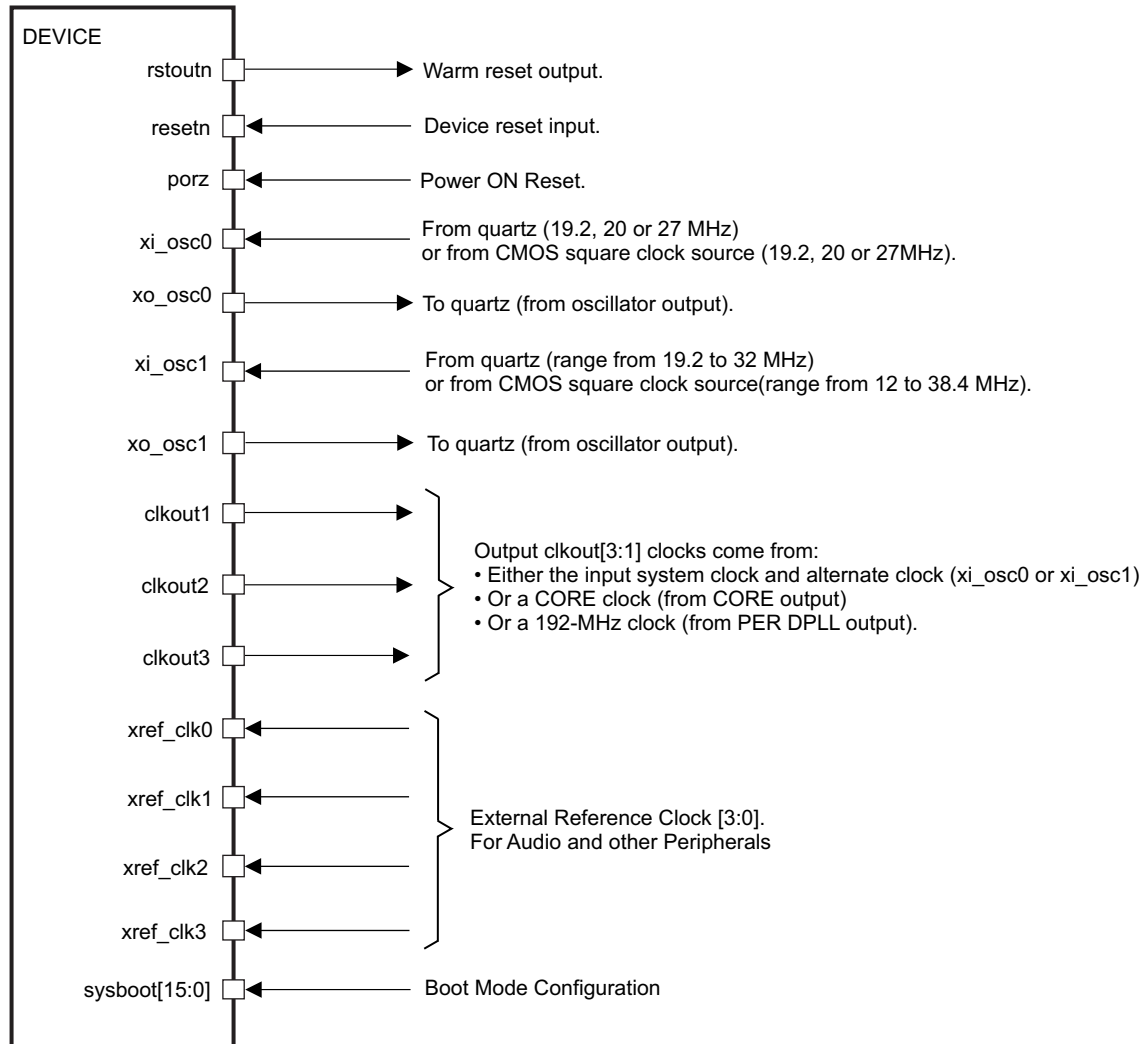 DEVICE
rstoutn
Warm reset output.
resetn
Device reset input.
porz
Power ON Reset.
xi_osc0
From quartz (19.2, 20 or 27 MHz)
or from CMOS square clock source (19.2, 20 or 27MHz).
xo_osc0
To quartz (from oscillator output).
xi_osc1
From quartz (range from 19.2 to 32 MHz)
or from CMOS square clock source(range from 12 to 38.4 MHz).
xo_osc1
To quartz (from oscillator output).
clkout1
clkout2
clkout3
Output clkout[3:1] clocks come from:
• Either the input system clock and alternate clock (xi_osc0 or xi_osc1)
• Or a CORE clock (from CORE output)
• Or a 192-MHz clock (from PER DPLL output).
xref_clk0
xref_clk1
xref_clk2
xref_clk3
External Reference Clock [3:0].
For Audio and other Peripherals
sysboot[15:0]
Boot Mode Configuration